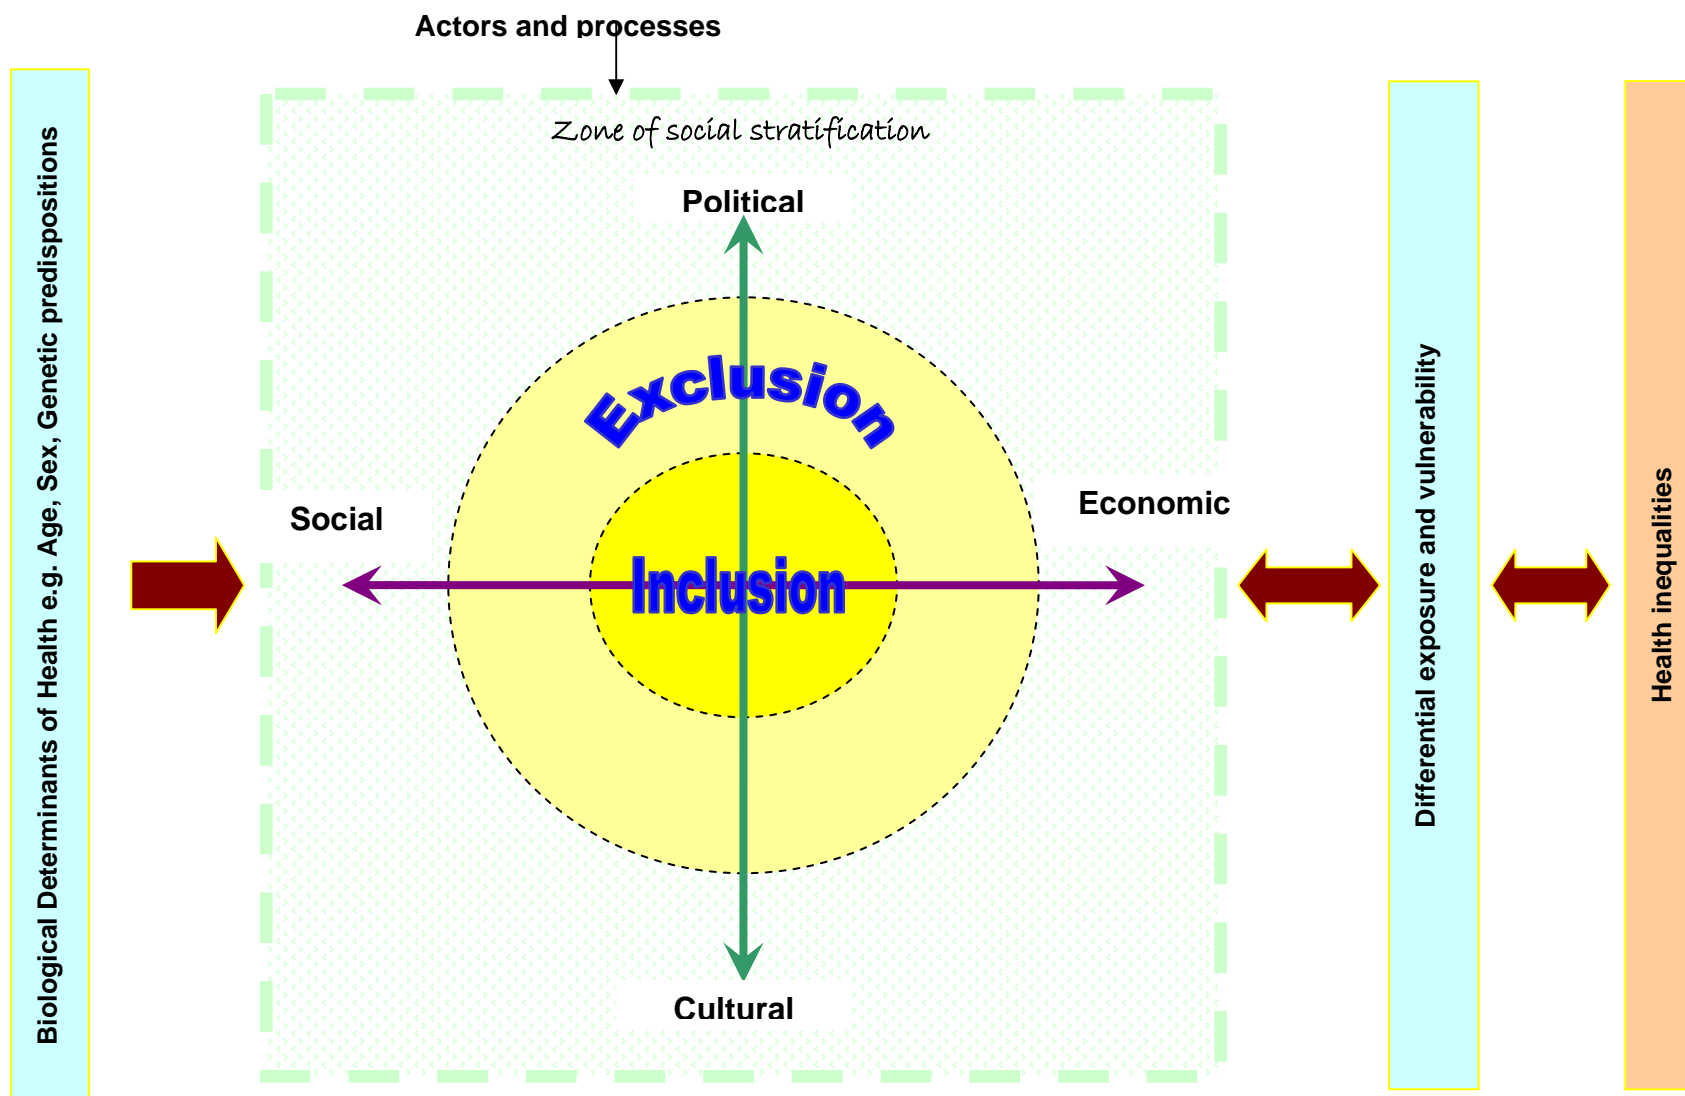 Actors and processes
Zone of social stratification
Political
Biological Determinants of Health e.g. Age, Sex, Genetic predispositions
Exclusion
Social
Economic
Inclusion
Cultural
Differential exposure and vulnerability
Health inequalities